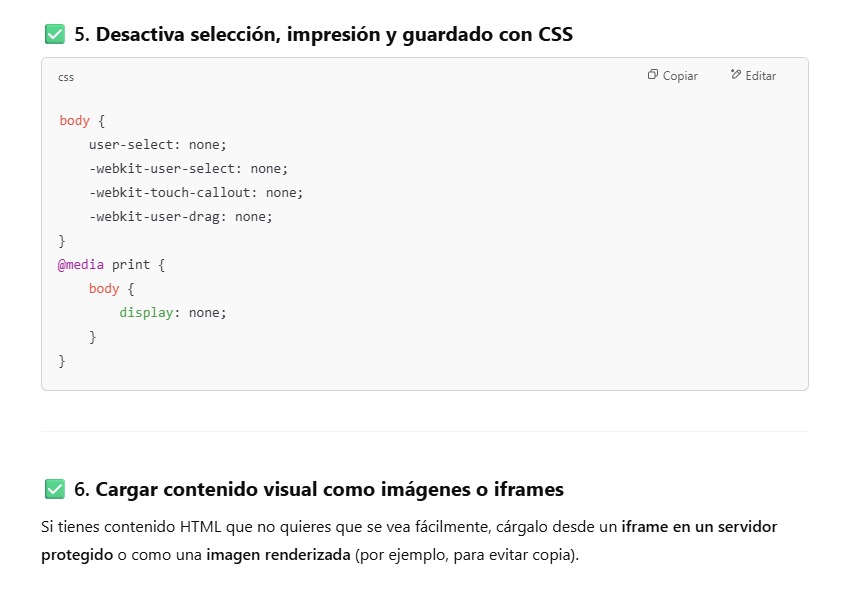 ✅ 5. Desactiva selección, impresión y guardado con CSS
css Copiar Editar
body {
    user-select: none;
    -webkit-user-select: none;
    -webkit-touch-callout: none;
    -webkit-user-drag: none;
}
@media print {
    body {
        display: none;
    }
}
✅ 6. Cargar contenido visual como imágenes o iframes
Si tienes contenido HTML que no quieres que se vea fácilmente, cárgalo desde un iframe en un servidor
protegido o como una imagen renderizada (por ejemplo, para evitar copia).